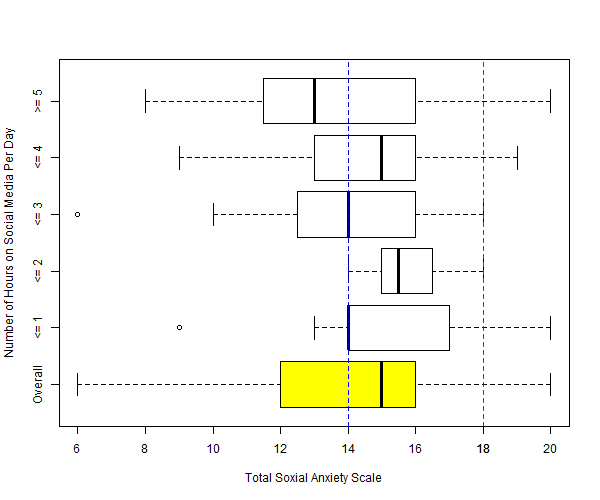 Number of Hours on Social Media Per Day
>= 5
<= 4
<= 3
<= 2
<= 1
Overall
6 8 10 12 14 16 18 20
Total Soxial Anxiety Scale